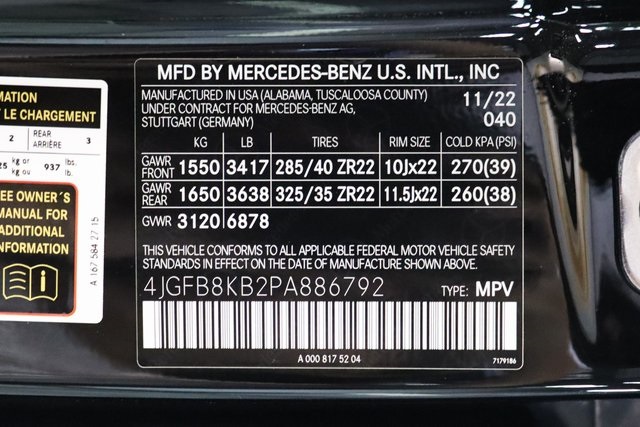 MATION
T LE CHARGEMENT
2 REAR ARRIÈRE 3
25 kg or kg ou 937 lbs. lb.
EE OWNER´S
MANUAL FOR
ADDITIONAL
INFORMATION
A 167 584 27 15
MFD BY MERCEDES-BENZ U.S. INTL., INC
MANUFACTURED IN USA (ALABAMA, TUSCALOOSA COUNTY) 11/22
UNDER CONTRACT FOR MERCEDES-BENZ AG,
STUTTGART (GERMANY) 040
KG LB TIRES RIM SIZE COLD KPA (PSI)
GAWR FRONT 1550 3417 285/40 ZR22 10Jx22 270(39)
GAWR REAR 1650 3638 325/35 ZR22 11.5Jx22 260(38)
GVWR 3120 6878
THIS VEHICLE CONFORMS TO ALL APPLICABLE FEDERAL MOTOR VEHICLE SAFETY
STANDARDS IN EFFECT ON THE DATE OF MANUFACTURE SHOWN ABOVE.
4JGFB8KB2PA886792 TYPE: MPV
A 000 817 52 04 7179186